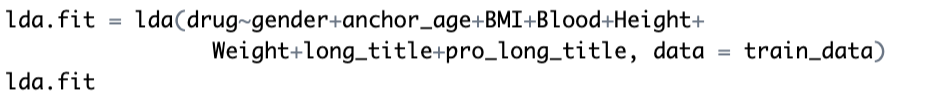 lda.fit = lda(drug~gender+anchor_age+BMI+Blood+Height+
Weight+long_title+pro_long_title, data = train_data)
lda.fit